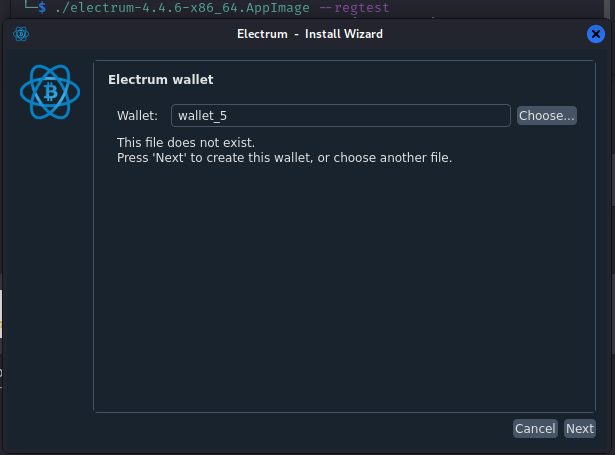 └─$ ./electrum-4.4.6-x86_64.AppImage --regtest
Electrum - Install Wizard
Electrum wallet
Wallet: wallet_5 Choose...
This file does not exist.
Press 'Next' to create this wallet, or choose another file.
Cancel Next